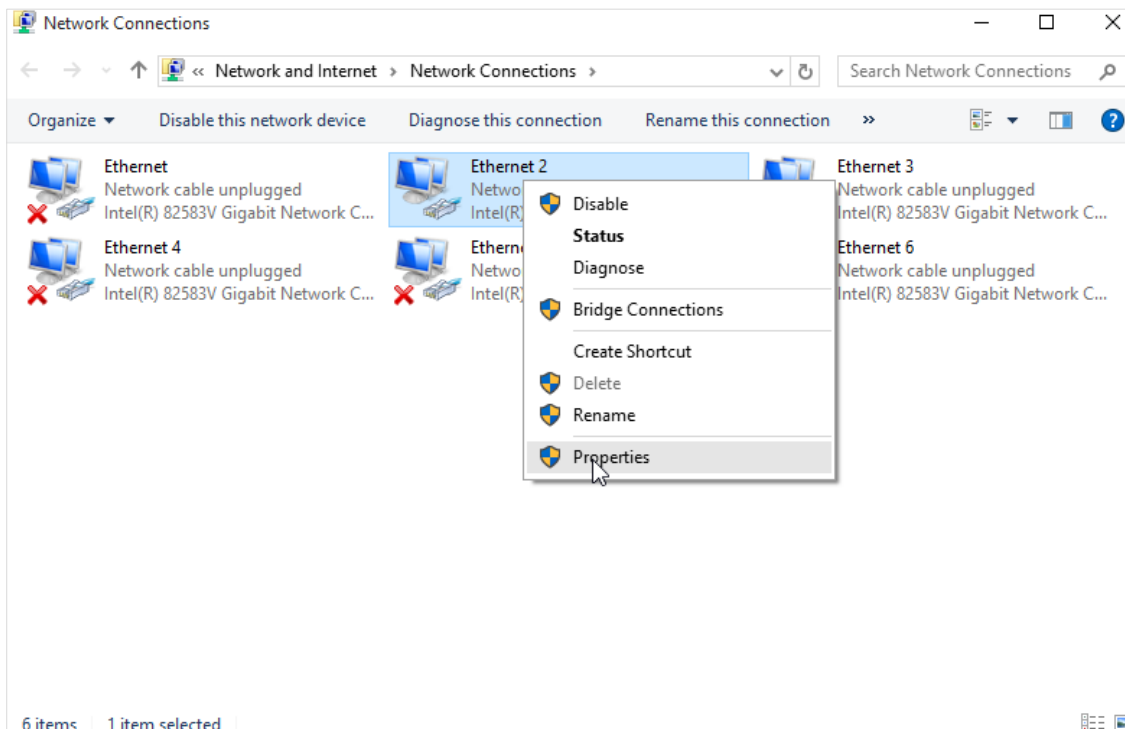 Network Connections
« Network and Internet › Network Connections ›
Search Network Connections
Organize
Disable this network device
Diagnose this connection
Rename this connection
»
?
Ethernet
Network cable unplugged
Intel(R) 82583V Gigabit Network C...
Ethernet 2
Intel(R)
Ethernet 3
Network cable unplugged
Intel(R) 82583V Gigabit Network C...
Ethernet 4
Network cable unplugged
Intel(R) 82583V Gigabit Network C...
Intel(R)
Ethernet 6
Network cable unplugged
Intel(R) 82583V Gigabit Network C...
Disable
Status
Diagnose
Bridge Connections
Create Shortcut
Delete
Rename
Properties
6 items
1 item selected